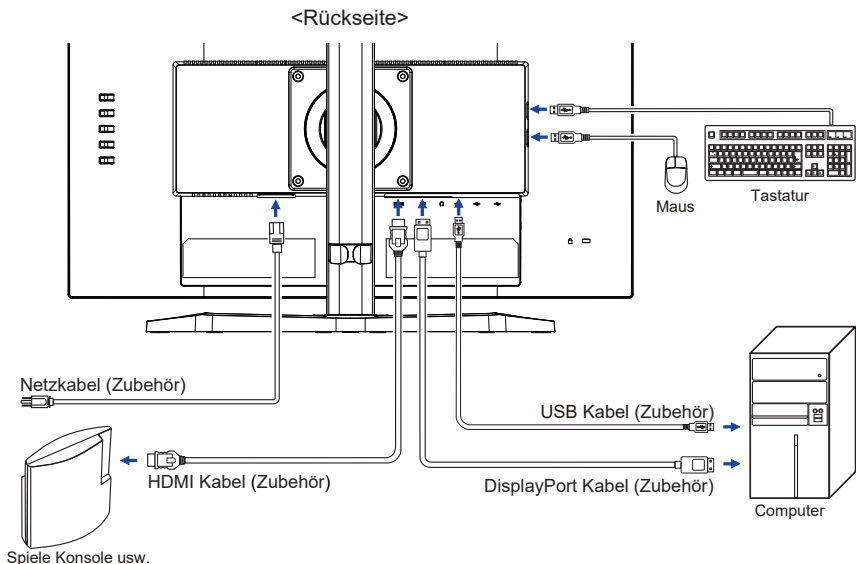 <Rückseite>
Maus
Tastatur
Netzkabel (Zubehör)
USB Kabel (Zubehör)
HDMI Kabel (Zubehör)
DisplayPort Kabel (Zubehör)
Computer
Spiele Konsole usw.